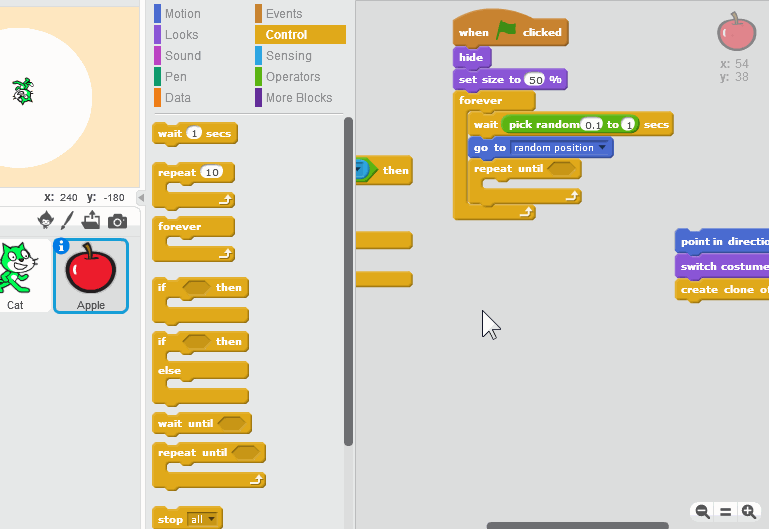 Motion
Events
Looks
Control
Sound
Sensing
Pen
Operators
Data
More Blocks
wait 1 secs
repeat 10
forever
if then
if then
else
wait until
repeat until
stop all
x: 240 y: -180
Cat
Apple
then
when clicked
hide
set size to 50 %
forever
wait pick random 0.1 to 1 secs
go to random position
repeat until
x: 54
y: 38
point in directio
switch costume
create clone of